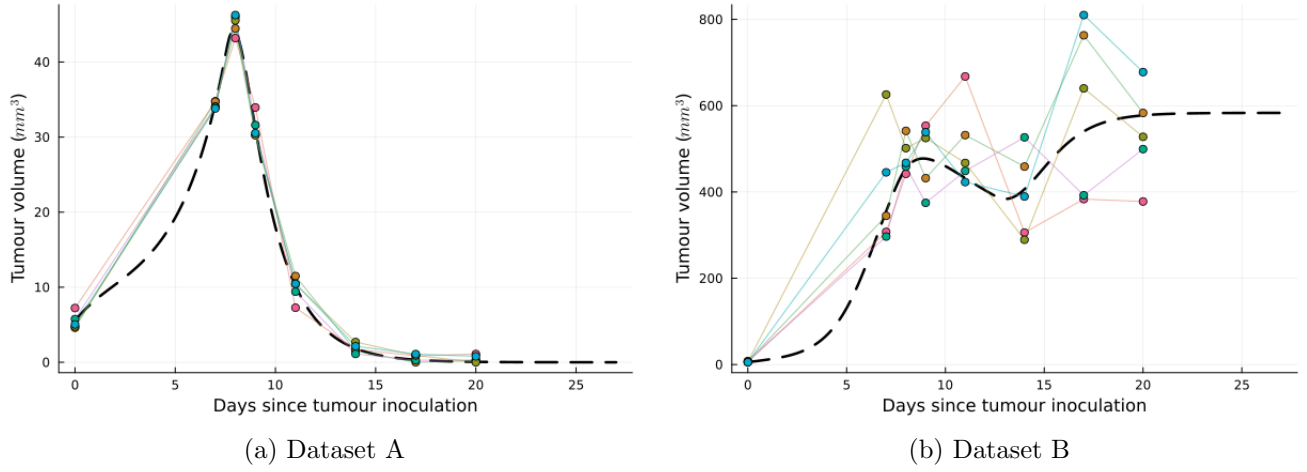 Tumour volume (mm³)
40
30
20
10
0
0 5 10 15 20 25
Days since tumour inoculation
(a) Dataset A
Tumour volume (mm³)
800
600
400
200
0
0 5 10 15 20 25
Days since tumour inoculation
(b) Dataset B